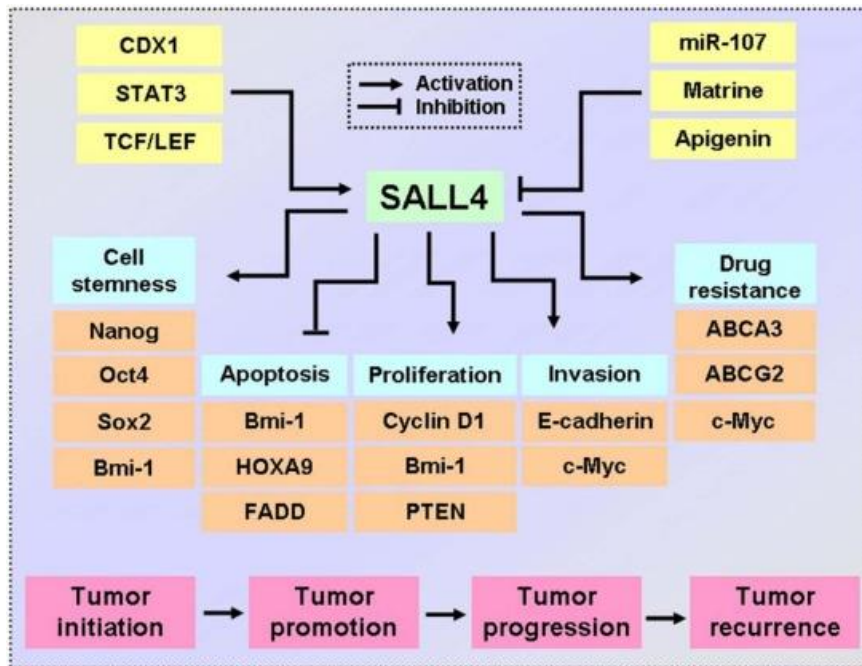 CDX1
STAT3
TCF/LEF
Activation
Inhibition
miR-107
Matrine
Apigenin
SALL4
Cell
stemness
Nanog
Oct4
Sox2
Bmi-1
Apoptosis
Bmi-1
HOXA9
FADD
Proliferation
Cyclin D1
Bmi-1
PTEN
Invasion
E-cadherin
c-Myc
Drug
resistance
ABCA3
ABCG2
c-Myc
Tumor
initiation
Tumor
promotion
Tumor
progression
Tumor
recurrence